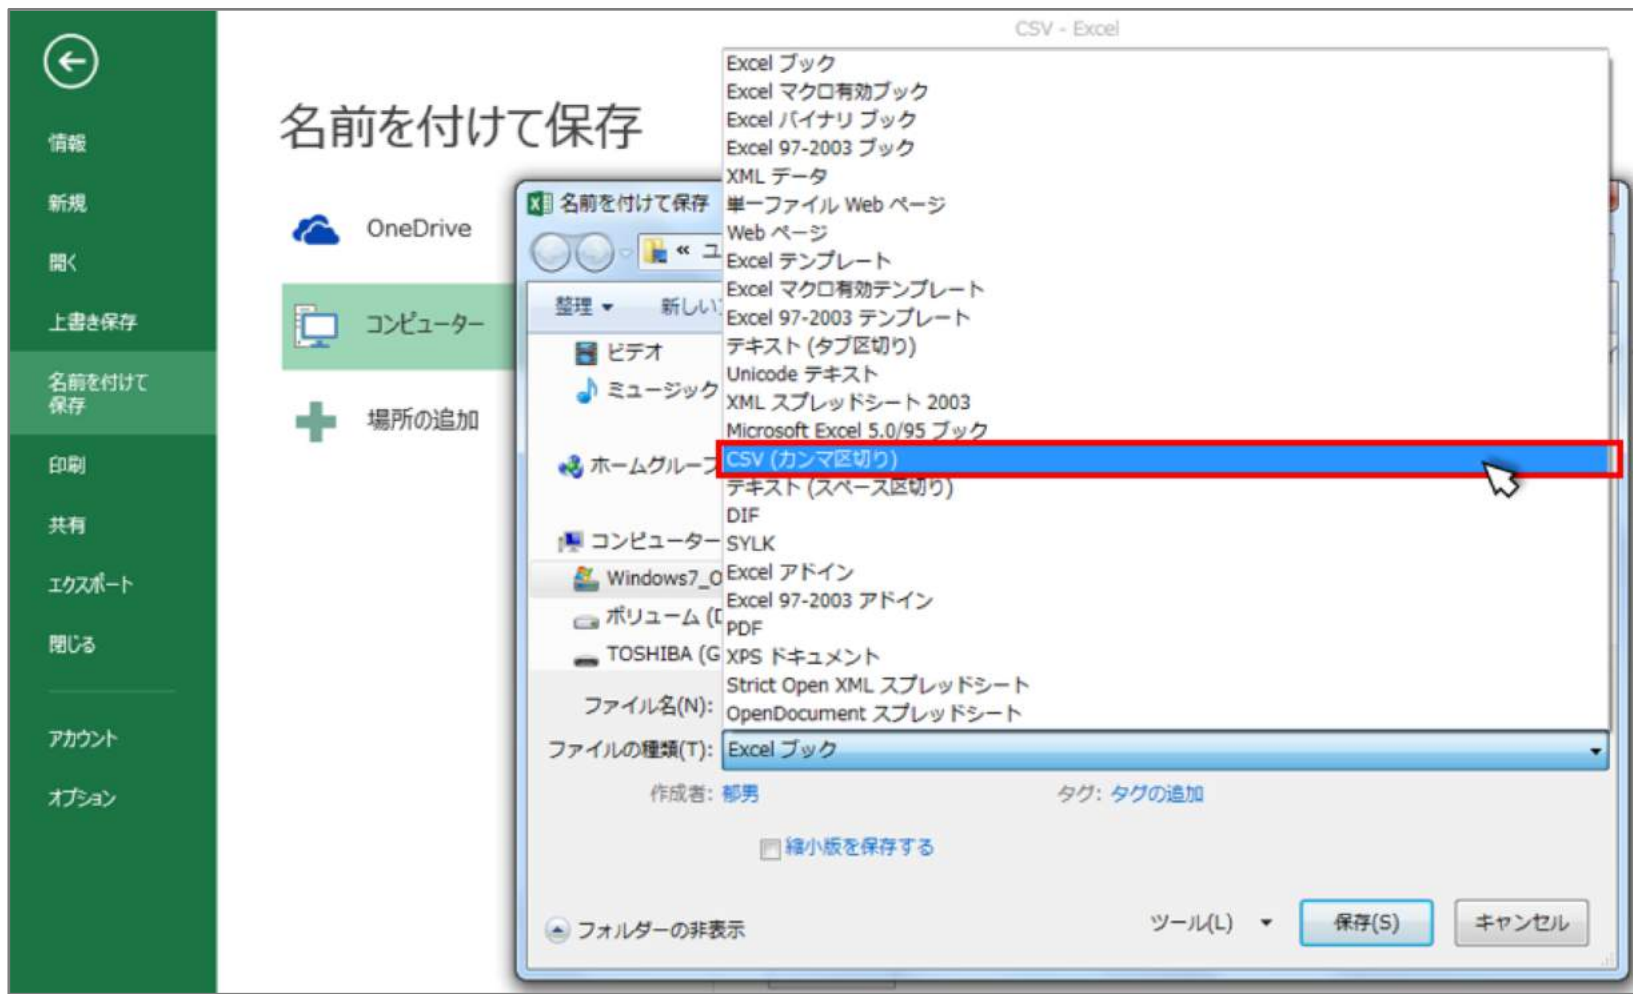 CSV - Excel
情報
新規
開く
上書き保存
名前を付けて
保存
印刷
共有
エクスポート
閉じる
アカウント
オプション
名前を付けて保存
OneDrive
コンピューター
場所の追加
名前を付けて保存
« ユ
整理
新しい
ビデオ
ミュージック
ホームグループ
コンピューター
Windows7_O
ボリューム (D
TOSHIBA (G
Excel ブック
Excel マクロ有効ブック
Excel バイナリ ブック
Excel 97-2003 ブック
XML データ
単一ファイル Web ページ
Web ページ
Excel テンプレート
Excel マクロ有効テンプレート
Excel 97-2003 テンプレート
テキスト (タブ区切り)
Unicode テキスト
XML スプレッドシート 2003
Microsoft Excel 5.0/95 ブック
CSV (カンマ区切り)
テキスト (スペース区切り)
DIF
SYLK
Excel アドイン
Excel 97-2003 アドイン
PDF
XPS ドキュメント
Strict Open XML スプレッドシート
OpenDocument スプレッドシート
ファイル名(N):
ファイルの種類(T): Excel ブック
作成者: 郁男
タグ: タグの追加
縮小版を保存する
フォルダーの非表示
ツール(L)
保存(S)
キャンセル